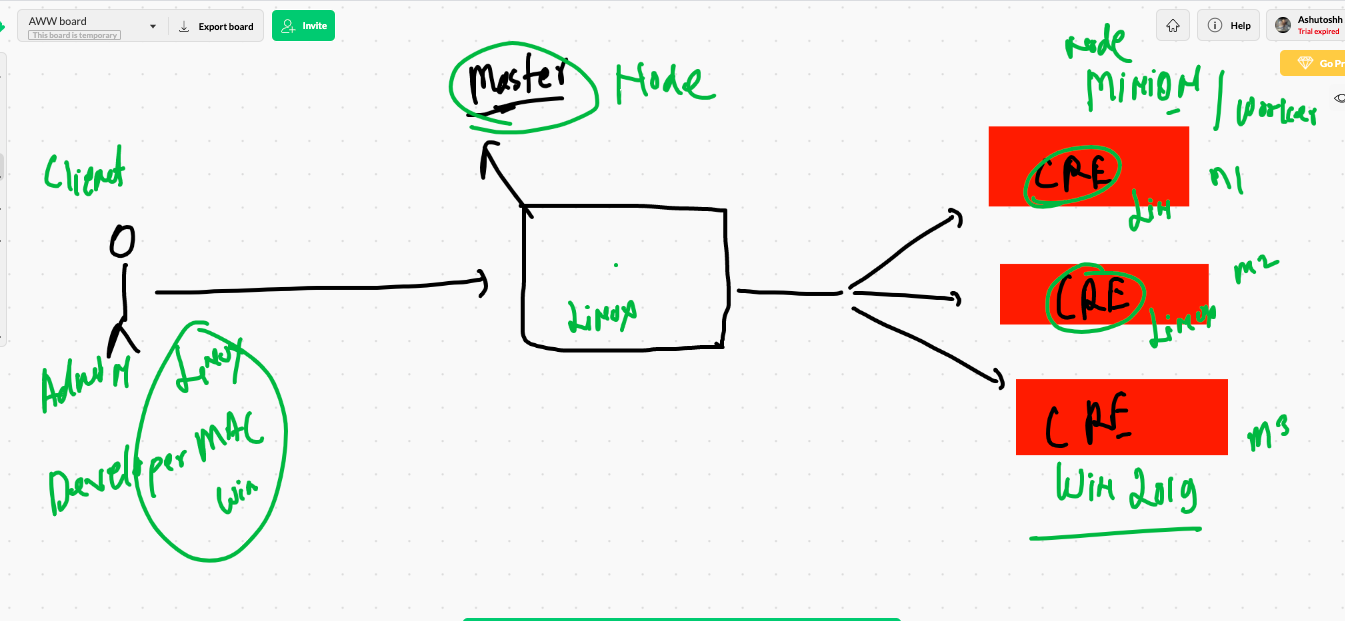 AWW board
This board is temporary
Export board
Invite
Help
Ashutoshh
Trial expired
Go Pr
Master Node
Node
MINION / Worker
Client
CRE
m1
Lin
CRE
m2
Linux
Linux
CRE
m3
Win 2019
Admin
Developer
Linux
MAC
Win